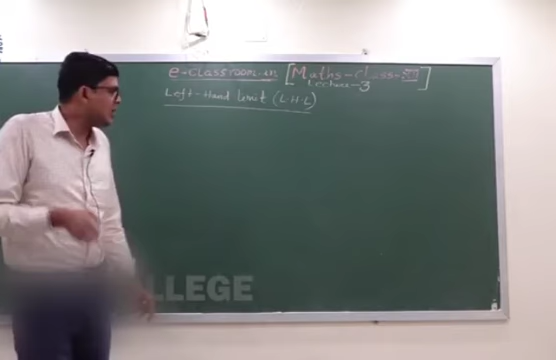 e-classroom.in [Maths-Class-
Lecture-3
Left-Hand limit (L.H.L)
LLEGE